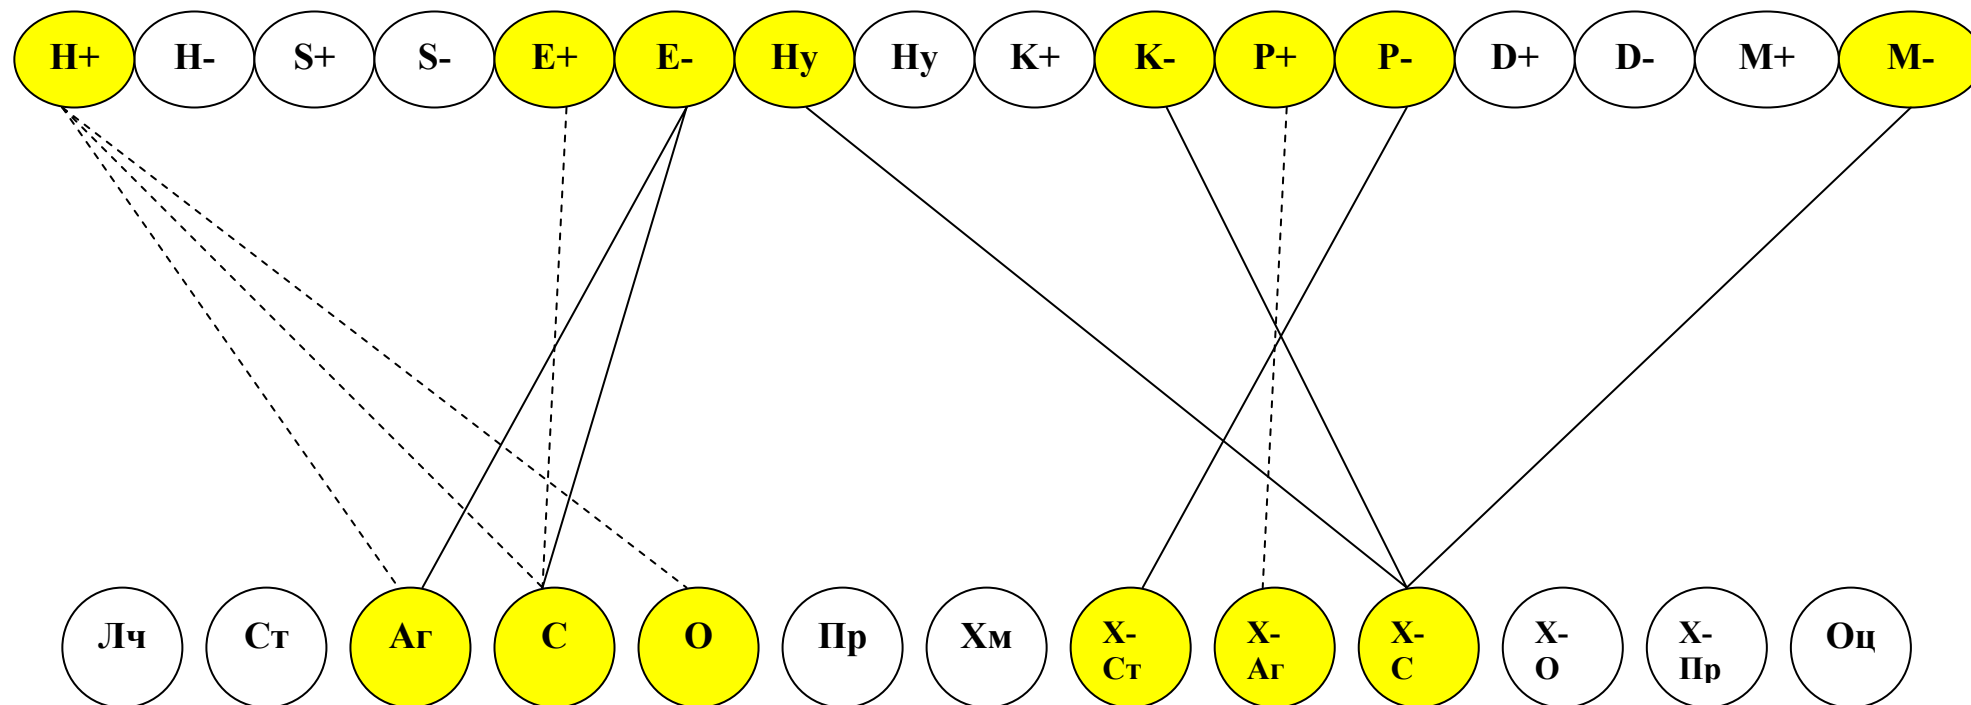 H+ H- S+ S- E+ E- Hy Hy K+ K- P+ P- D+ D- M+ M-
Лч Ст Аг С О Пр Хм Х- Х- Х- Х- Х- Оц
Ст Аг С О Пр